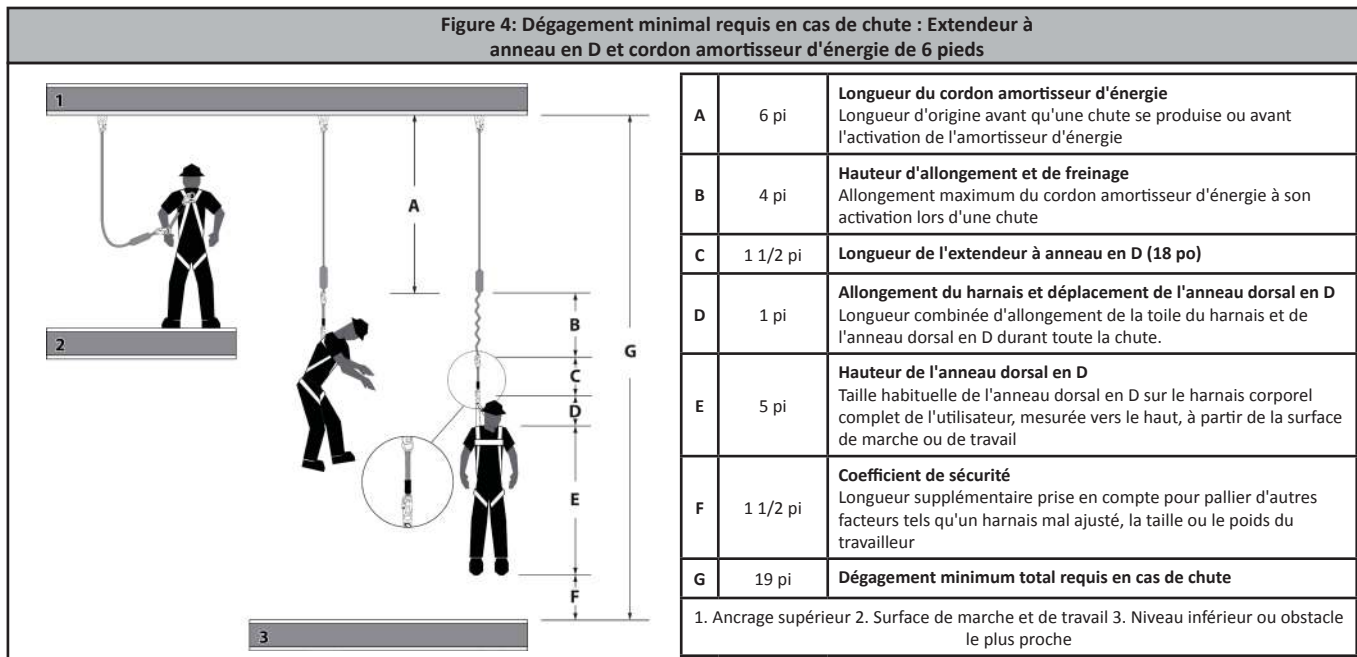 Figure 4: Dégagement minimal requis en cas de chute : Extendeur à
anneau en D et cordon amortisseur d'énergie de 6 pieds
1
2
3
A
B
C
D
E
F
G
A 6 pi Longueur du cordon amortisseur d'énergie
Longueur d'origine avant qu'une chute se produise ou avant
l'activation de l'amortisseur d'énergie
B 4 pi Hauteur d'allongement et de freinage
Allongement maximum du cordon amortisseur d'énergie à son
activation lors d'une chute
C 1 1/2 pi Longueur de l'extendeur à anneau en D (18 po)
D 1 pi Allongement du harnais et déplacement de l'anneau dorsal en D
Longueur combinée d'allongement de la toile du harnais et de
l'anneau dorsal en D durant toute la chute.
E 5 pi Hauteur de l'anneau dorsal en D
Taille habituelle de l'anneau dorsal en D sur le harnais corporel
complet de l'utilisateur, mesurée vers le haut, à partir de la surface
de marche ou de travail
F 1 1/2 pi Coefficient de sécurité
Longueur supplémentaire prise en compte pour pallier d'autres
facteurs tels qu'un harnais mal ajusté, la taille ou le poids du
travailleur
G 19 pi Dégagement minimum total requis en cas de chute
1. Ancrage supérieur 2. Surface de marche et de travail 3. Niveau inférieur ou obstacle
le plus proche